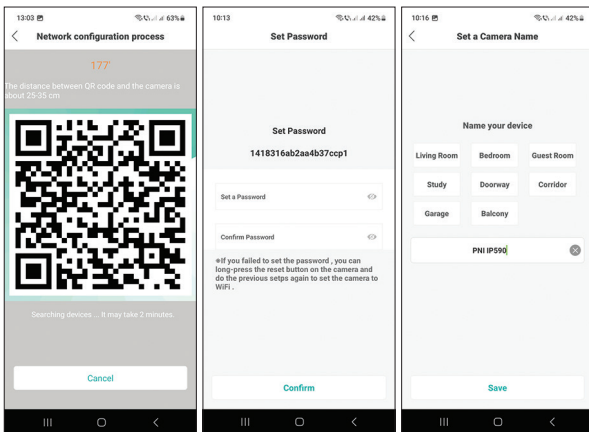 13:03 63%
Network configuration process
177'
The distance between QR code and the camera is
about 25-35 cm
Searching devices ... It may take 2 minutes.
Cancel
10:13 42%
Set Password
Set Password
1418316ab2aa4b37ccp1
Set a Password
Confirm Password
*If you failed to set the password , you can
long-press the reset button on the camera and
do the previous setps again to set the camera to
WiFi .
Confirm
10:16 42%
Set a Camera Name
Name your device
Living Room Bedroom Guest Room
Study Doorway Corridor
Garage Balcony
PNI IP590
Save